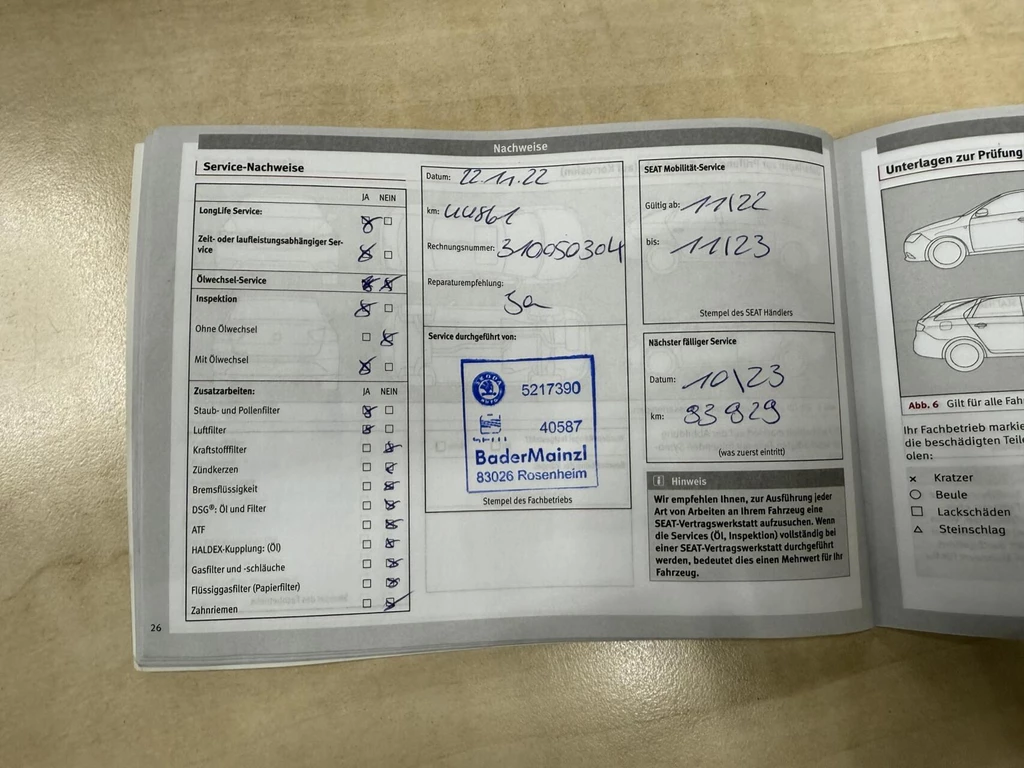 Nachweise
Service-Nachweise
JA NEIN
LongLife Service:
Zeit- oder laufleistungsabhängiger Ser-
vice
Ölwechsel-Service
Inspektion
Ohne Ölwechsel
Mit Ölwechsel
Zusatzarbeiten: JA NEIN
Staub- und Pollenfilter
Luftfilter
Kraftstofffilter
Zündkerzen
Bremsflüssigkeit
DSG®: Öl und Filter
ATF
HALDEX-Kupplung: (Öl)
Gasfilter und -schläuche
Flüssiggasfilter (Papierfilter)
Zahnriemen
26
Datum: 22.11.22
km: 44861
Rechnungsnummer: 310050304
Reparaturempfehlung:
Ja
Service durchgeführt von:
SKODA
AUTO
5217390
40587
BaderMainzl
83026 Rosenheim
Stempel des Fachbetriebs
SEAT Mobilität-Service
Gültig ab: 11/22
bis: 11/23
Stempel des SEAT Händlers
Nächster fälliger Service
Datum: 10\23
km: 83829
(was zuerst eintritt)
Hinweis
Wir empfehlen Ihnen, zur Ausführung jeder
Art von Arbeiten an Ihrem Fahrzeug eine
SEAT-Vertragswerkstatt aufzusuchen. Wenn
die Services (Öl, Inspektion) vollständig bei
einer SEAT-Vertragswerkstatt durchgeführt
werden, bedeutet dies einen Mehrwert für Ihr
Fahrzeug.
Unterlagen zur Prüfung
Abb. 6 Gilt für alle Fah
Ihr Fachbetrieb markie
die beschädigten Teile
olen:
Kratzer
Beule
Lackschäden
Steinschlag